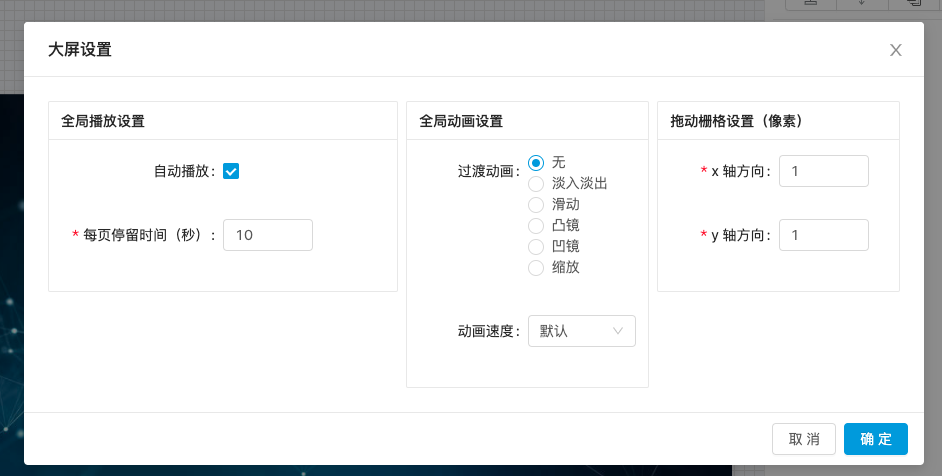 大屏设置
全局播放设置
自动播放：
* 每页停留时间（秒）： 10
全局动画设置
过渡动画： 无
淡入淡出
滑动
凸镜
凹镜
缩放
动画速度： 默认
拖动栅格设置（像素）
* x 轴方向： 1
* y 轴方向： 1
取 消
确 定